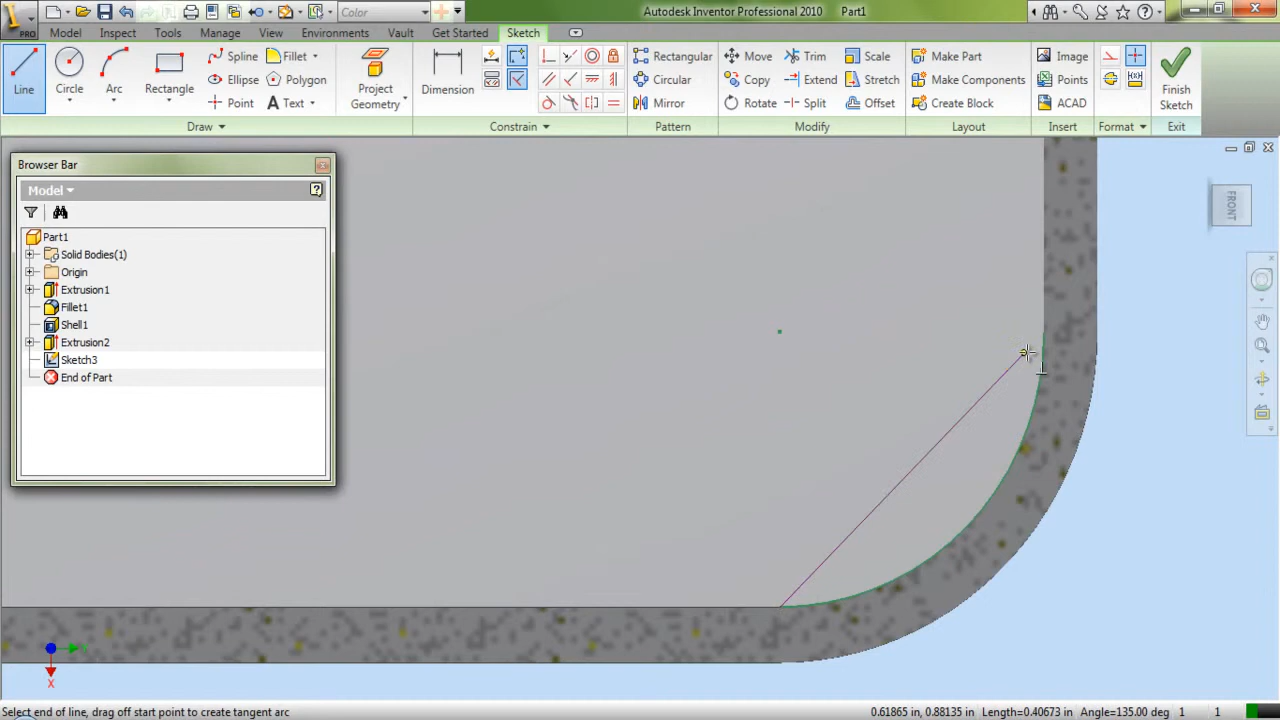 Color
Autodesk Inventor Professional 2010 Part1
PRO
Model Inspect Tools Manage View Environments Vault Get Started Sketch
Line
Circle
Arc
Rectangle
Spline
Fillet
Ellipse
Polygon
Point
Text
Project
Geometry
Dimension
Rectangular
Circular
Mirror
Move
Trim
Scale
Copy
Extend
Stretch
Rotate
Split
Offset
Make Part
Make Components
Create Block
Image
Points
ACAD
Finish
Sketch
Draw
Constrain
Pattern
Modify
Layout
Insert
Format
Exit
Browser Bar
Model
Part1
Solid Bodies(1)
Origin
Extrusion1
Fillet1
Shell1
Extrusion2
Sketch3
End of Part
FRONT
X
Select end of line, drag off start point to create tangent arc
0.61865 in, 0.88135 in Length=0.40673 in Angle=135.00 deg 1 1